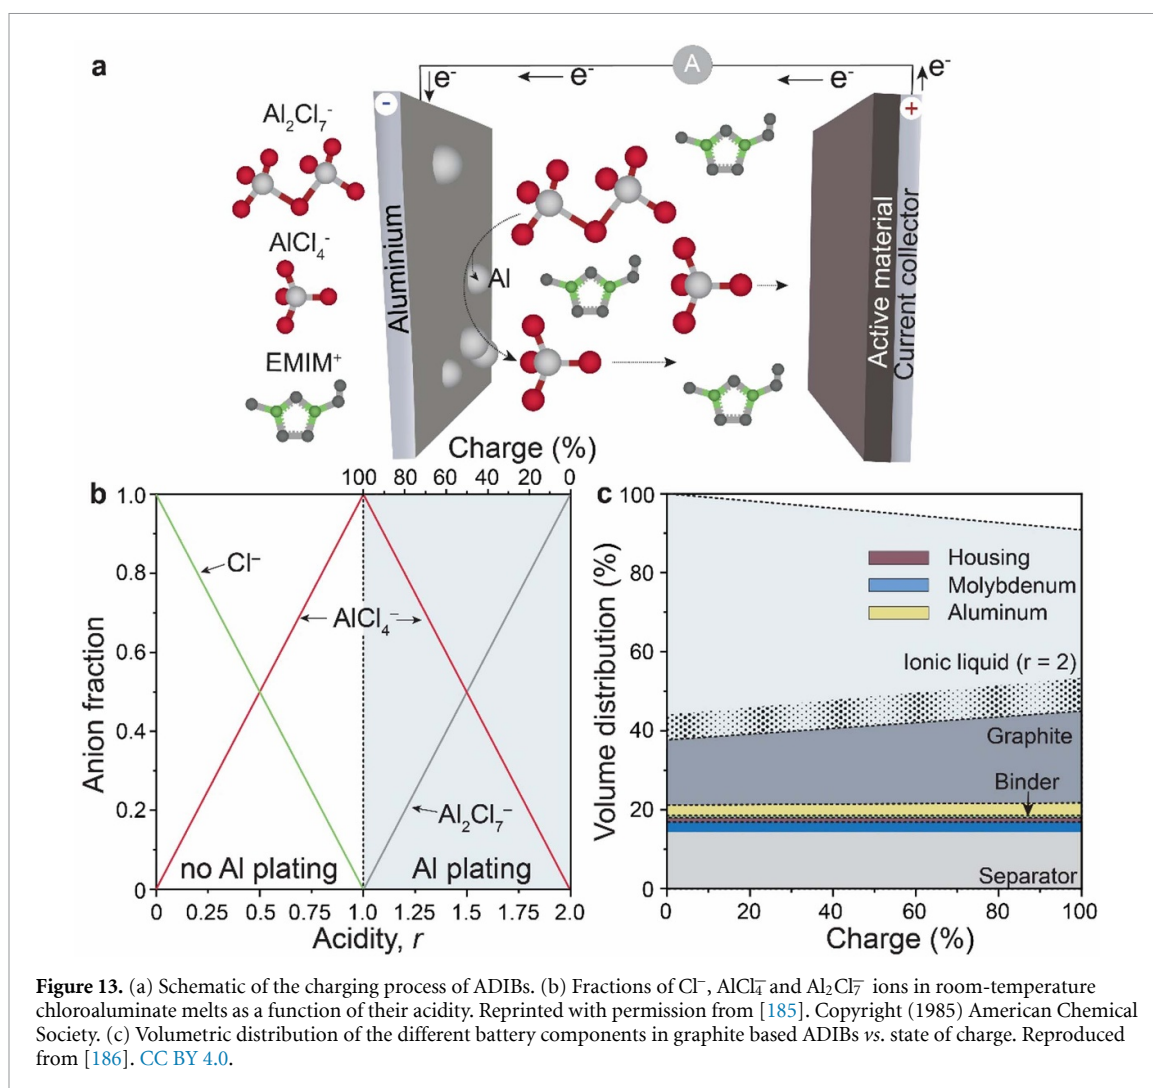 a
A
e-
e-
e-
e-
-
+
Al2Cl7-
AlCl4-
EMIM+
Aluminium
Al
Active material
Current collector
b
Charge (%)
100 80 60 40 20 0
1.0
0.8
0.6
0.4
0.2
0
Anion fraction
Cl–
AlCl4–
Al2Cl7–
no Al plating
Al plating
0 0.25 0.5 0.75 1.0 1.25 1.5 1.75 2.0
Acidity, r
c
100
80
60
40
20
0
Volume distribution (%)
Housing
Molybdenum
Aluminum
Ionic liquid (r = 2)
Graphite
Binder
Separator
0 20 40 60 80 100
Charge (%)
Figure 13. (a) Schematic of the charging process of ADIBs. (b) Fractions of Cl−, AlCl4− and Al2Cl7− ions in room-temperature
chloroaluminate melts as a function of their acidity. Reprinted with permission from [185]. Copyright (1985) American Chemical
Society. (c) Volumetric distribution of the different battery components in graphite based ADIBs vs. state of charge. Reproduced
from [186]. CC BY 4.0.